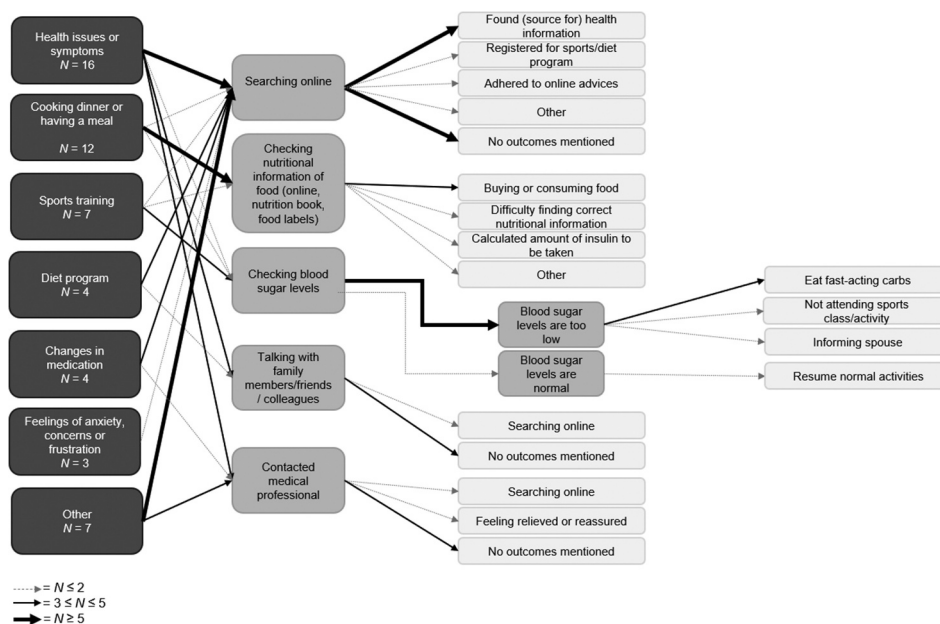 Health issues or
symptoms
N = 16
Cooking dinner or
having a meal
N = 12
Sports training
N = 7
Diet program
N = 4
Changes in
medication
N = 4
Feelings of anxiety,
concerns or
frustration
N = 3
Other
N = 7
Searching online
Checking
nutritional
information of
food (online,
nutrition book,
food labels)
Checking blood
sugar levels
Talking with
family
members/friends
/ colleagues
Contacted
medical
professional
Found (source for) health
information
Registered for sports/diet
program
Adhered to online advices
Other
No outcomes mentioned
Buying or consuming food
Difficulty finding correct
nutritional information
Calculated amount of insulin to
be taken
Other
Blood sugar
levels are too
low
Blood sugar
levels are
normal
Eat fast-acting carbs
Not attending sports
class/activity
Informing spouse
Resume normal activities
Searching online
No outcomes mentioned
Searching online
Feeling relieved or reassured
No outcomes mentioned
= N ≤ 2
= 3 ≤ N ≤ 5
= N ≥ 5